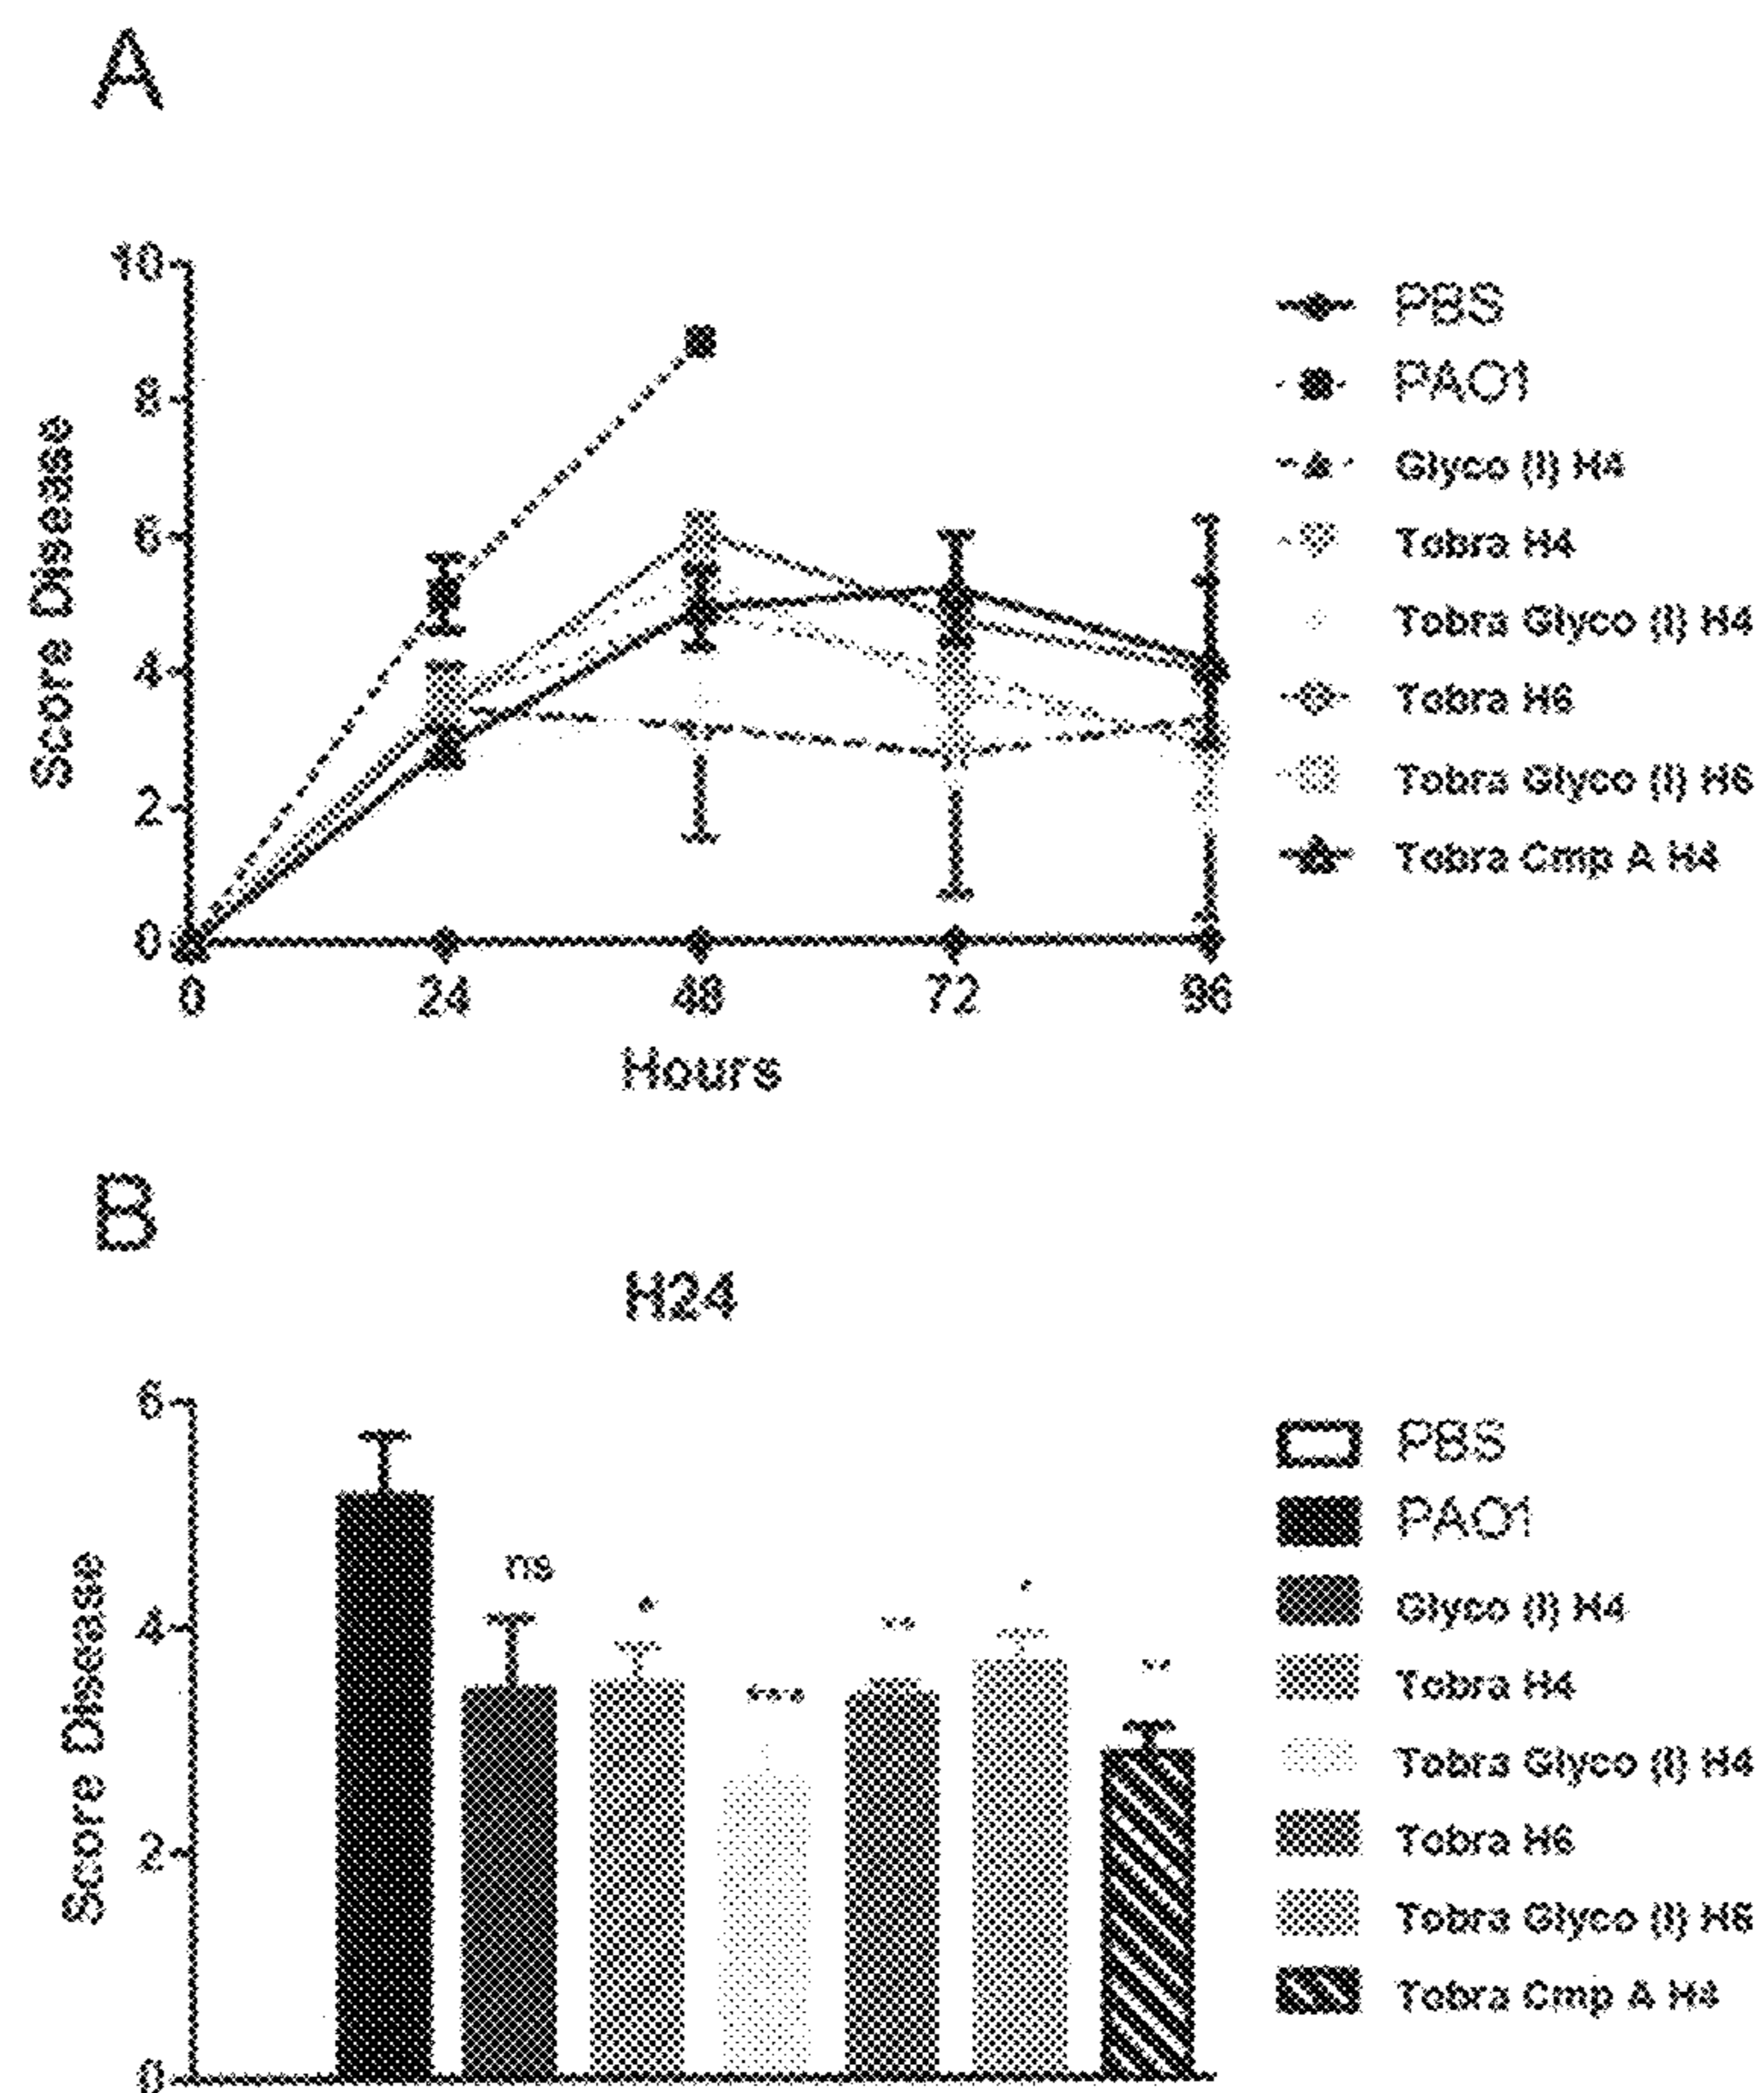 A
10
8
6
4
2
0
Score Disease
0 24 48 72 96
Hours
PBS
PAO1
Glyco (I) H4
Tobra H4
Tobra Glyco (I) H4
Tobra H6
Tobra Glyco (I) H6
Tobra Cmp A H4
B
H24
6
4
2
0
Score Disease
ns
*
***
**
*
**
PBS
PAO1
Glyco (I) H4
Tobra H4
Tobra Glyco (I) H4
Tobra H6
Tobra Glyco (I) H6
Tobra Cmp A H4